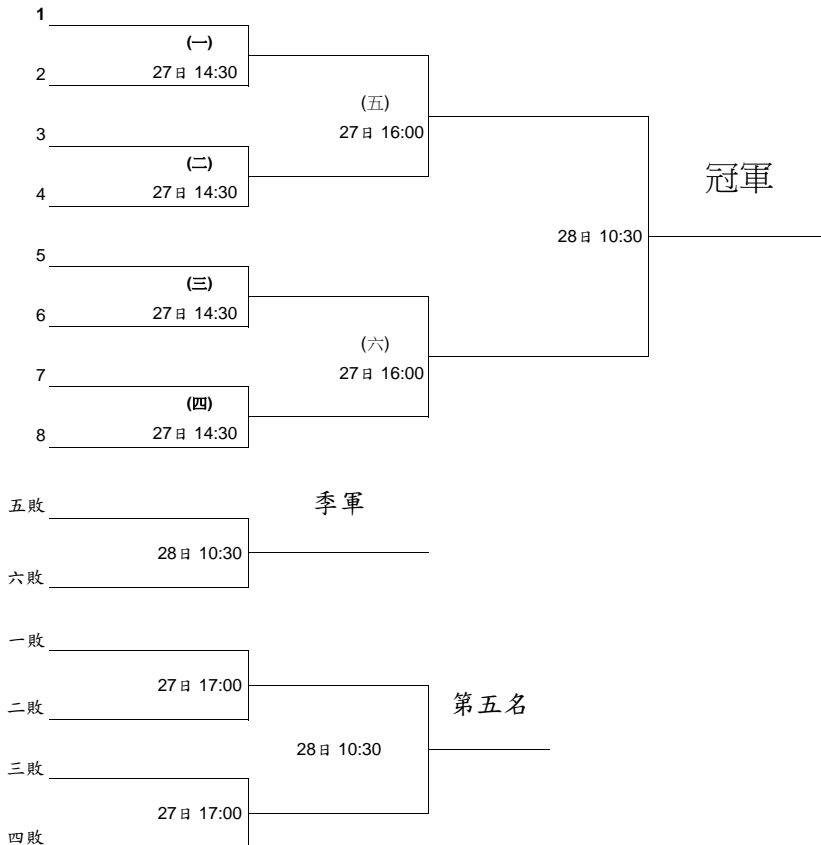 1
(一)
2
27日 14:30
(五)
3
27日 16:00
(二)
4
27日 14:30
冠軍
5
28日 10:30
(三)
6
27日 14:30
(六)
7
27日 16:00
(四)
8
27日 14:30
五敗
季軍
28日 10:30
六敗
一敗
27日 17:00
二敗
第五名
28日 10:30
三敗
27日 17:00
四敗